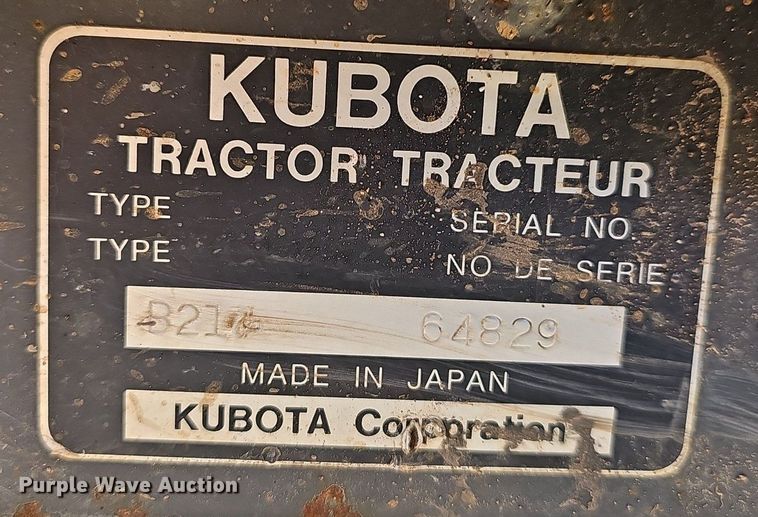 KUBOTA
TRACTOR TRACTEUR
TYPE SERIAL NO.
TYPE NO DE SERIE
64829
MADE IN JAPAN
KUBOTA Corporation
Purple Wave Auction